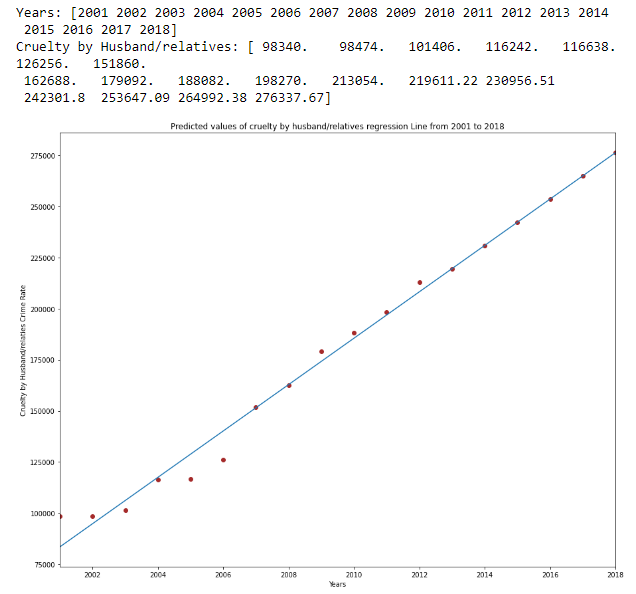 Years: [2001 2002 2003 2004 2005 2006 2007 2008 2009 2010 2011 2012 2013 2014
2015 2016 2017 2018]
Cruelty by Husband/relatives: [ 98340. 98474. 101406. 116242. 116638.
126256. 151860.
162688. 179092. 188082. 198270. 213054. 219611.22 230956.51
242301.8 253647.09 264992.38 276337.67]
Predicted values of cruelty by husband/relatives regression Line from 2001 to 2018
275000
250000
225000
200000
175000
150000
125000
100000
75000
Cruelty by Husband/relaties Crime Rate
2002 2004 2006 2008 2010 2012 2014 2016 2018
Years